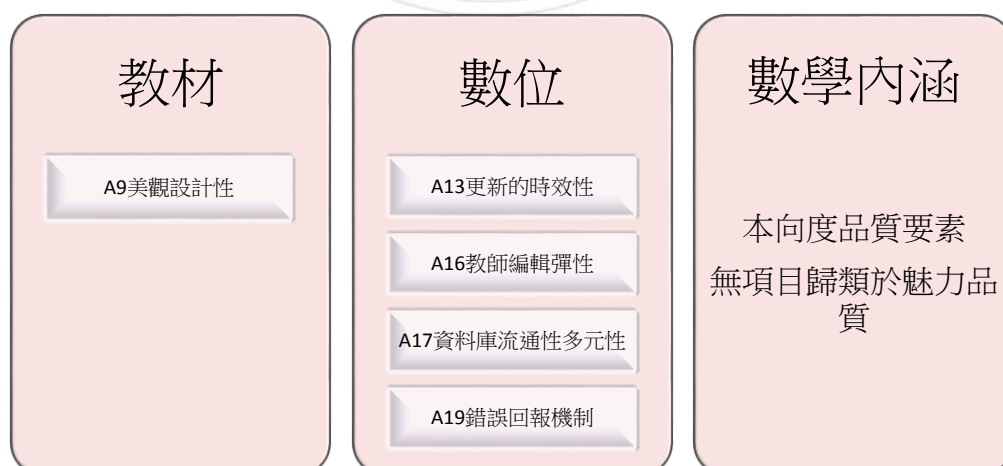 教材
A9美觀設計性
數位
A13更新的時效性
A16教師編輯彈性
A17資料庫流通性多元性
A19錯誤回報機制
數學內涵
本向度品質要素
無項目歸類於魅力品
質